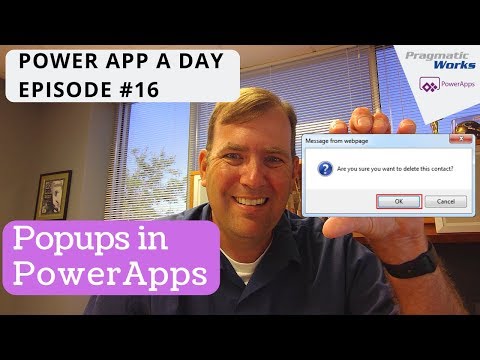 POWER APP A DAY
EPISODE #16
Pragmatic
Works
PowerApps
Message from webpage
Are you sure you want to delete this contact?
OK
Cancel
Popups in
PowerApps